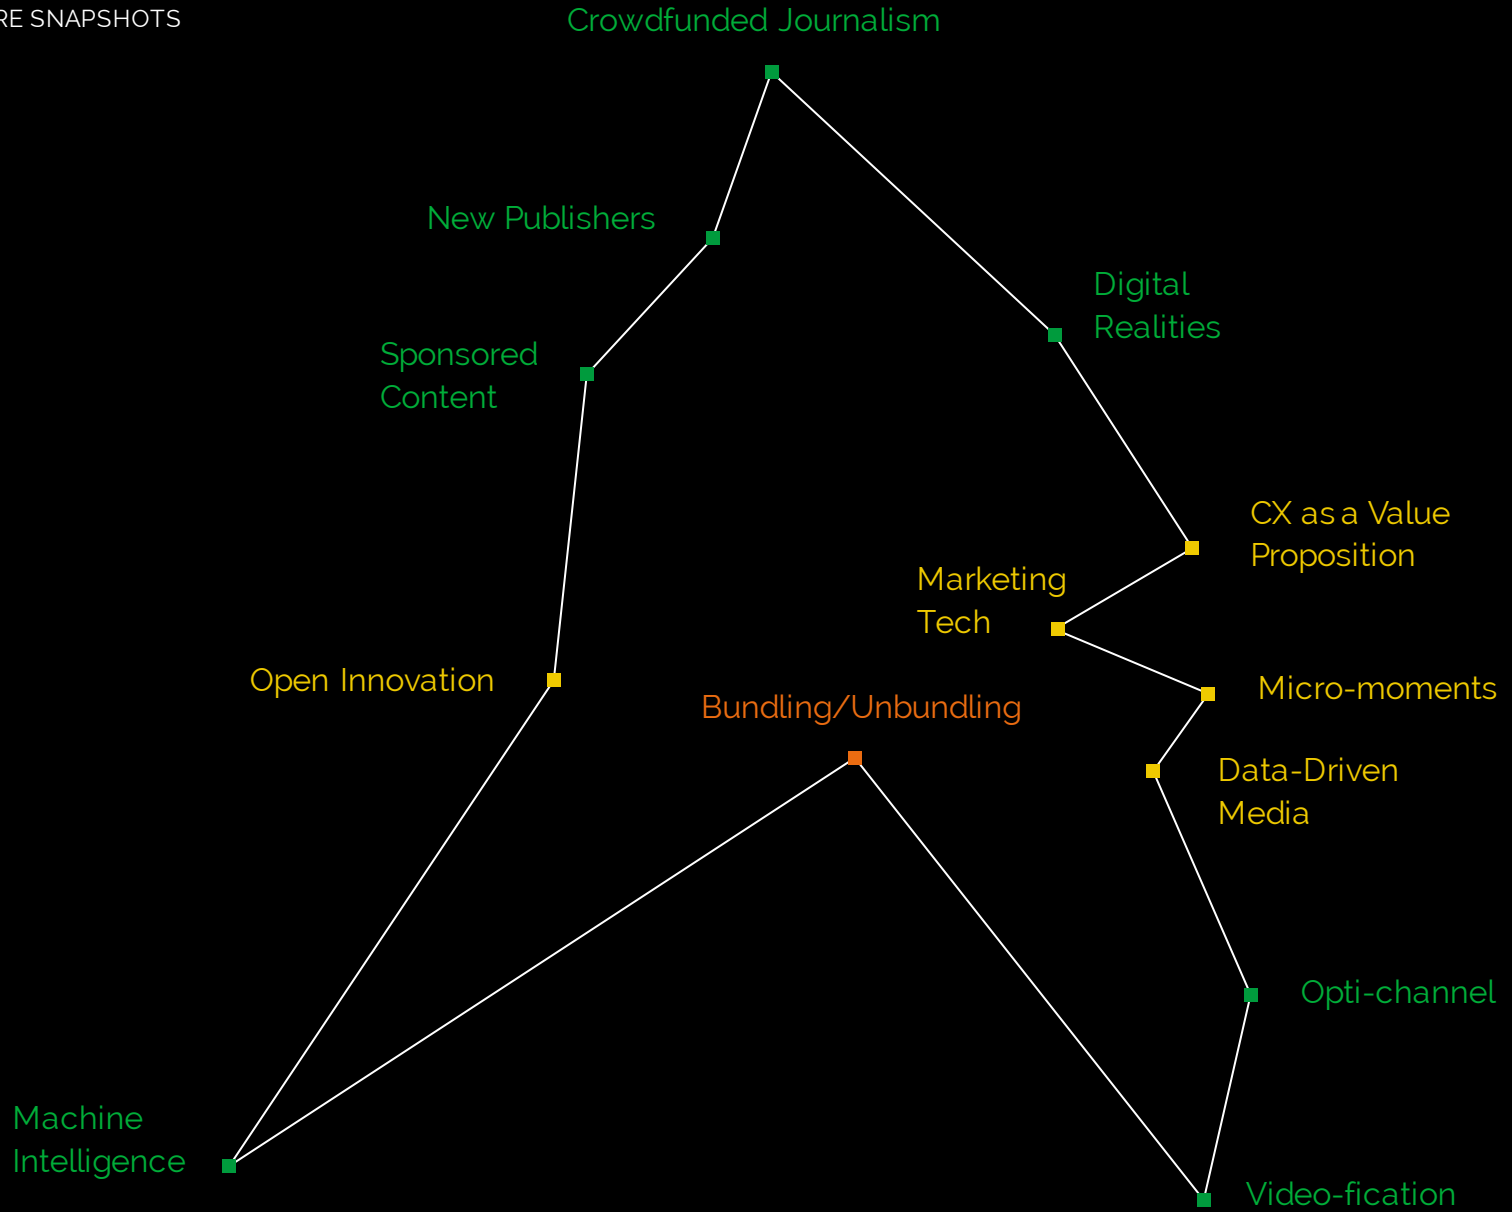 RE SNAPSHOTS
Crowdfunded Journalism
New Publishers
Digital
Realities
Sponsored
Content
CX as a Value
Proposition
Marketing
Tech
Open Innovation
Micro-moments
Bundling/Unbundling
Data-Driven
Media
Opti-channel
Machine
Intelligence
Video-fication